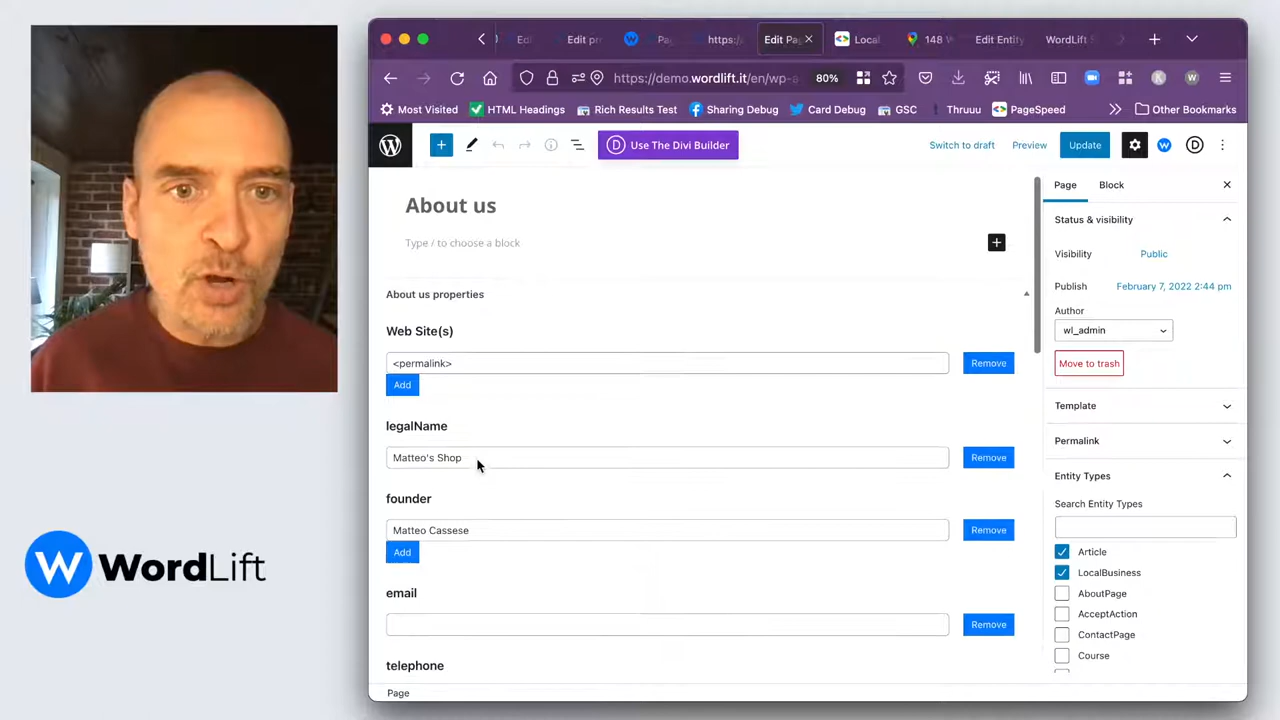 Edi
Edit pr
Pa
https:/
Edit Pa
Local
148 W
Edit Entity
WordLift
https://demo.wordlift.it/en/wp-a
80%
K
W
Most Visited
HTML Headings
Rich Results Test
Sharing Debug
Card Debug
GSC
Thruuu
PageSpeed
Other Bookmarks
Use The Divi Builder
Switch to draft
Preview
Update
About us
Type / to choose a block
About us properties
Web Site(s)
<permalink>
Remove
Add
legalName
Matteo's Shop
Remove
founder
Matteo Cassese
Remove
Add
email
Remove
telephone
Page
Page
Block
Status & visibility
Visibility
Public
Publish
February 7, 2022 2:44 pm
Author
wl_admin
Move to trash
Template
Permalink
Entity Types
Search Entity Types
Article
LocalBusiness
AboutPage
AcceptAction
ContactPage
Course
WordLift